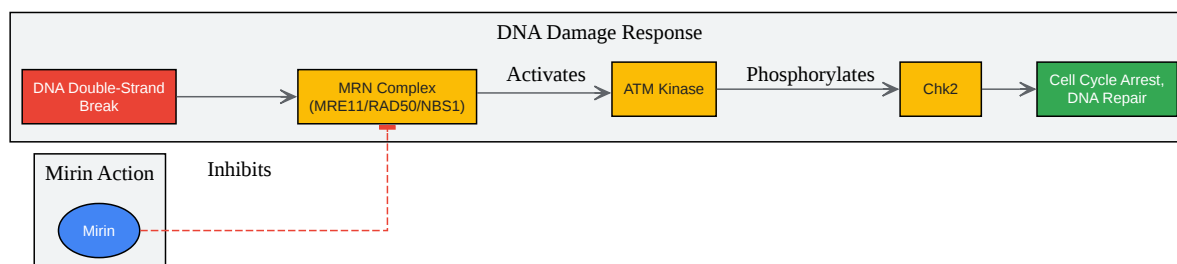 DNA Damage Response
DNA Double-Strand
Break
MRN Complex
(MRE11/RAD50/NBS1)
Activates
ATM Kinase
Phosphorylates
Chk2
Cell Cycle Arrest,
DNA Repair
Mirin Action
Inhibits
Mirin